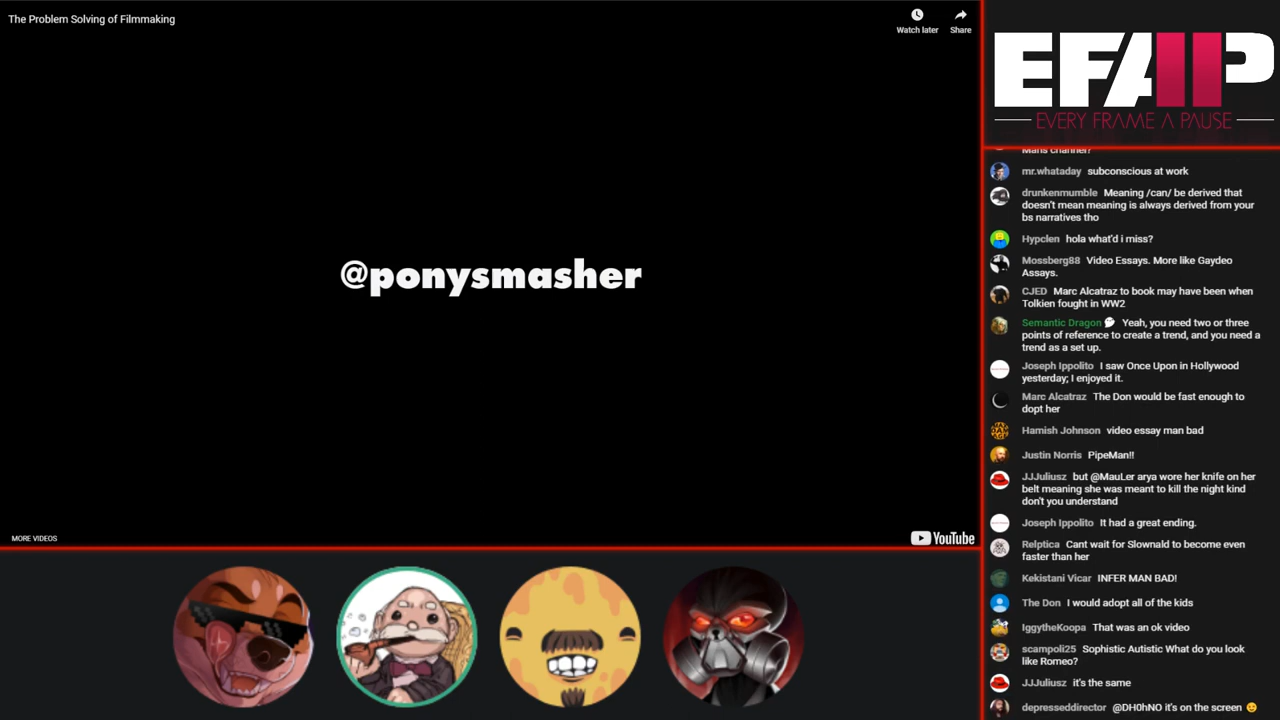 The Problem Solving of Filmmaking
Watch later
Share
@ponysmasher
MORE VIDEOS
YouTube
EFAP
EVERY FRAME A PAUSE
Mans channel?
mr.whataday subconscious at work
drunkenmumble Meaning /can/ be derived that
doesn't mean meaning is always derived from your
bs narratives tho
Hypclen hola what'd i miss?
Mossberg88 Video Essays. More like Gaydeo
Assays.
CJED Marc Alcatraz to book may have been when
Tolkien fought in WW2
Semantic Dragon Yeah, you need two or three
points of reference to create a trend, and you need a
trend as a set up.
Joseph Ippolito I saw Once Upon in Hollywood
yesterday; I enjoyed it.
Marc Alcatraz The Don would be fast enough to
dopt her
Hamish Johnson video essay man bad
Justin Norris PipeMan!!
JJJuliusz but @MauLer arya wore her knife on her
belt meaning she was meant to kill the night kind
don't you understand
Joseph Ippolito It had a great ending.
Relptica Cant wait for Slownald to become even
faster than her
Kekistani Vicar INFER MAN BAD!
The Don I would adopt all of the kids
IggytheKoopa That was an ok video
scampoli25 Sophistic Autistic What do you look
like Romeo?
JJJuliusz it's the same
depresseddirector @DH0hNO it's on the screen